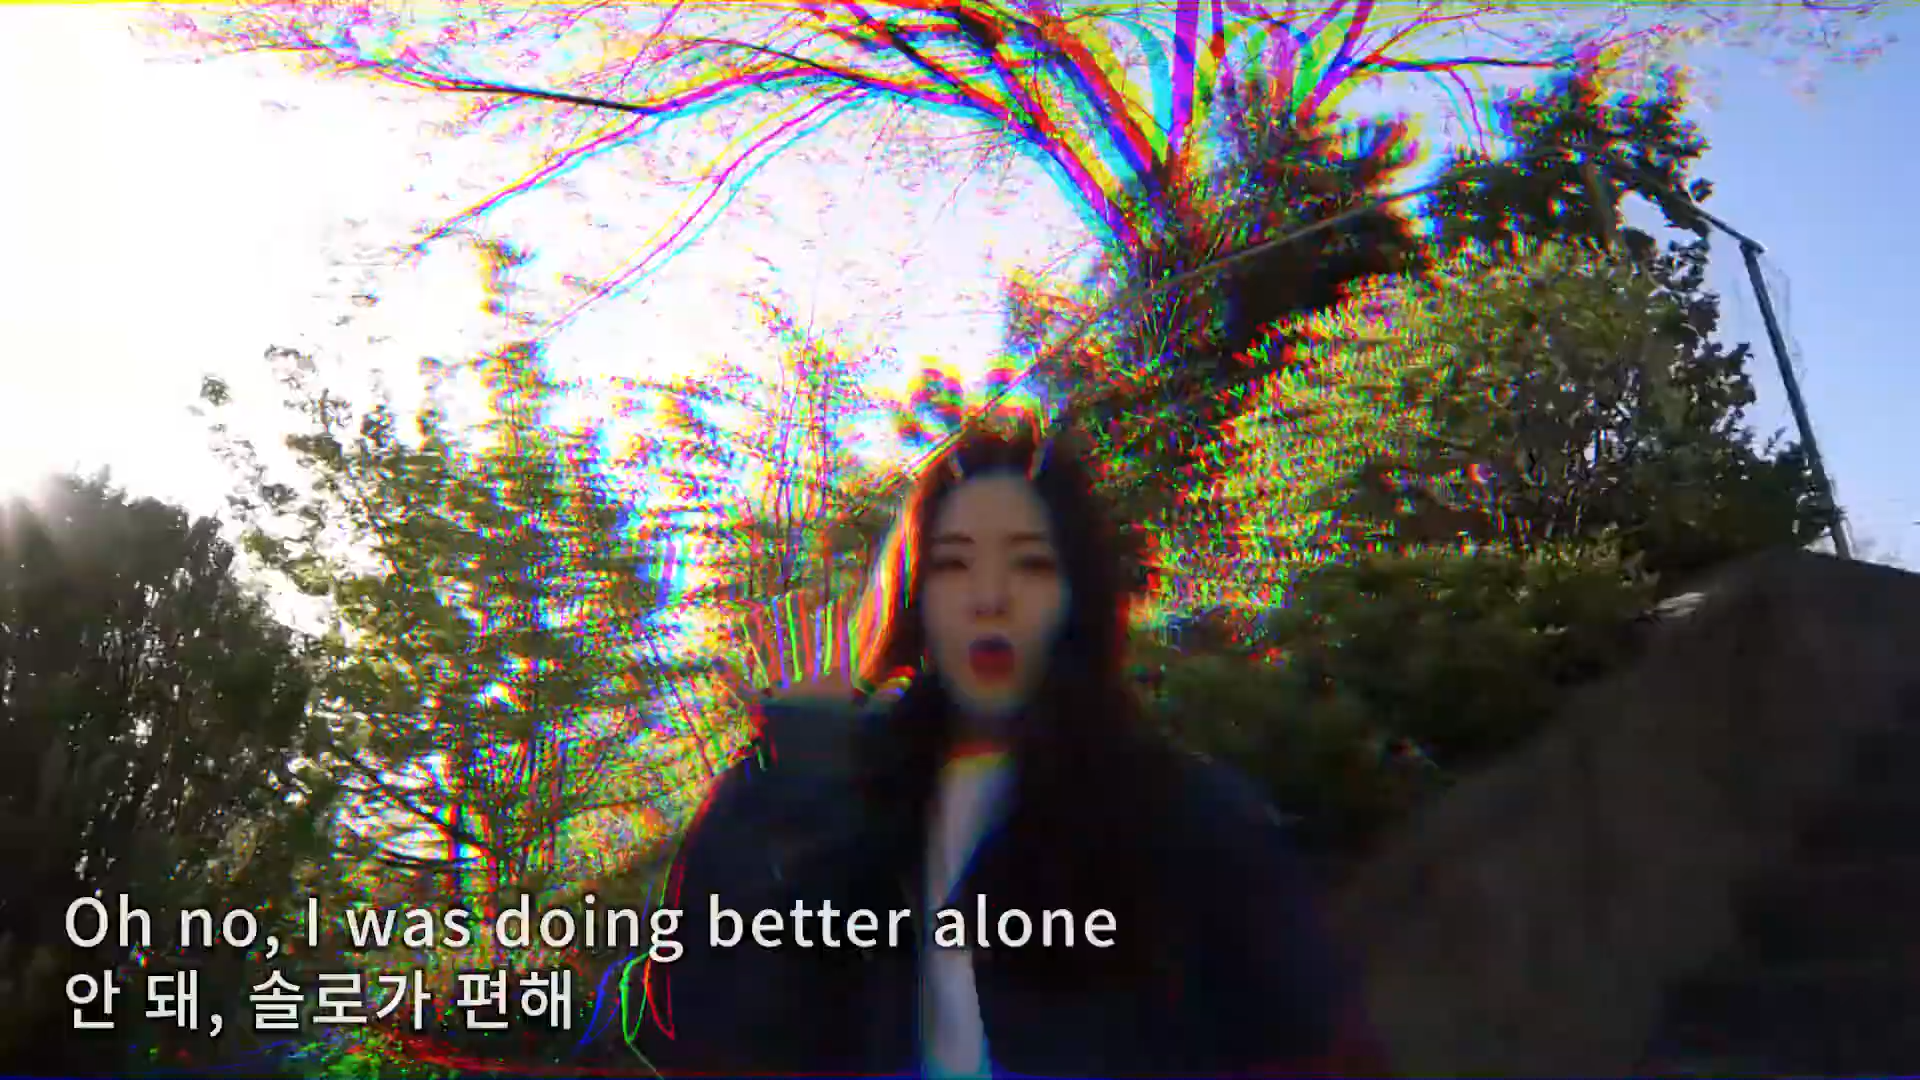 Oh no, I was doing better alone
안 돼, 솔로가 편해